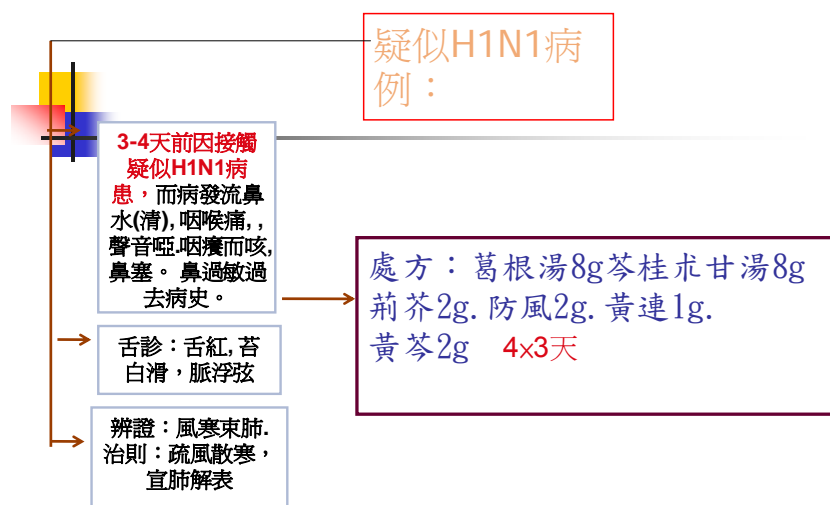 疑似H1N1病
例：
3-4天前因接觸
疑似H1N1病
患，而病發流鼻
水(清),咽喉痛,,
聲音啞.咽癢而咳,
鼻塞。 鼻過敏過
去病史。
處方：葛根湯8g苓桂朮甘湯8g
荊芥2g. 防風2g. 黃連1g.
黃芩2g 4x3天
舌診：舌紅, 苔
白滑，脈浮弦
辨證：風寒束肺.
治則：疏風散寒，
宣肺解表